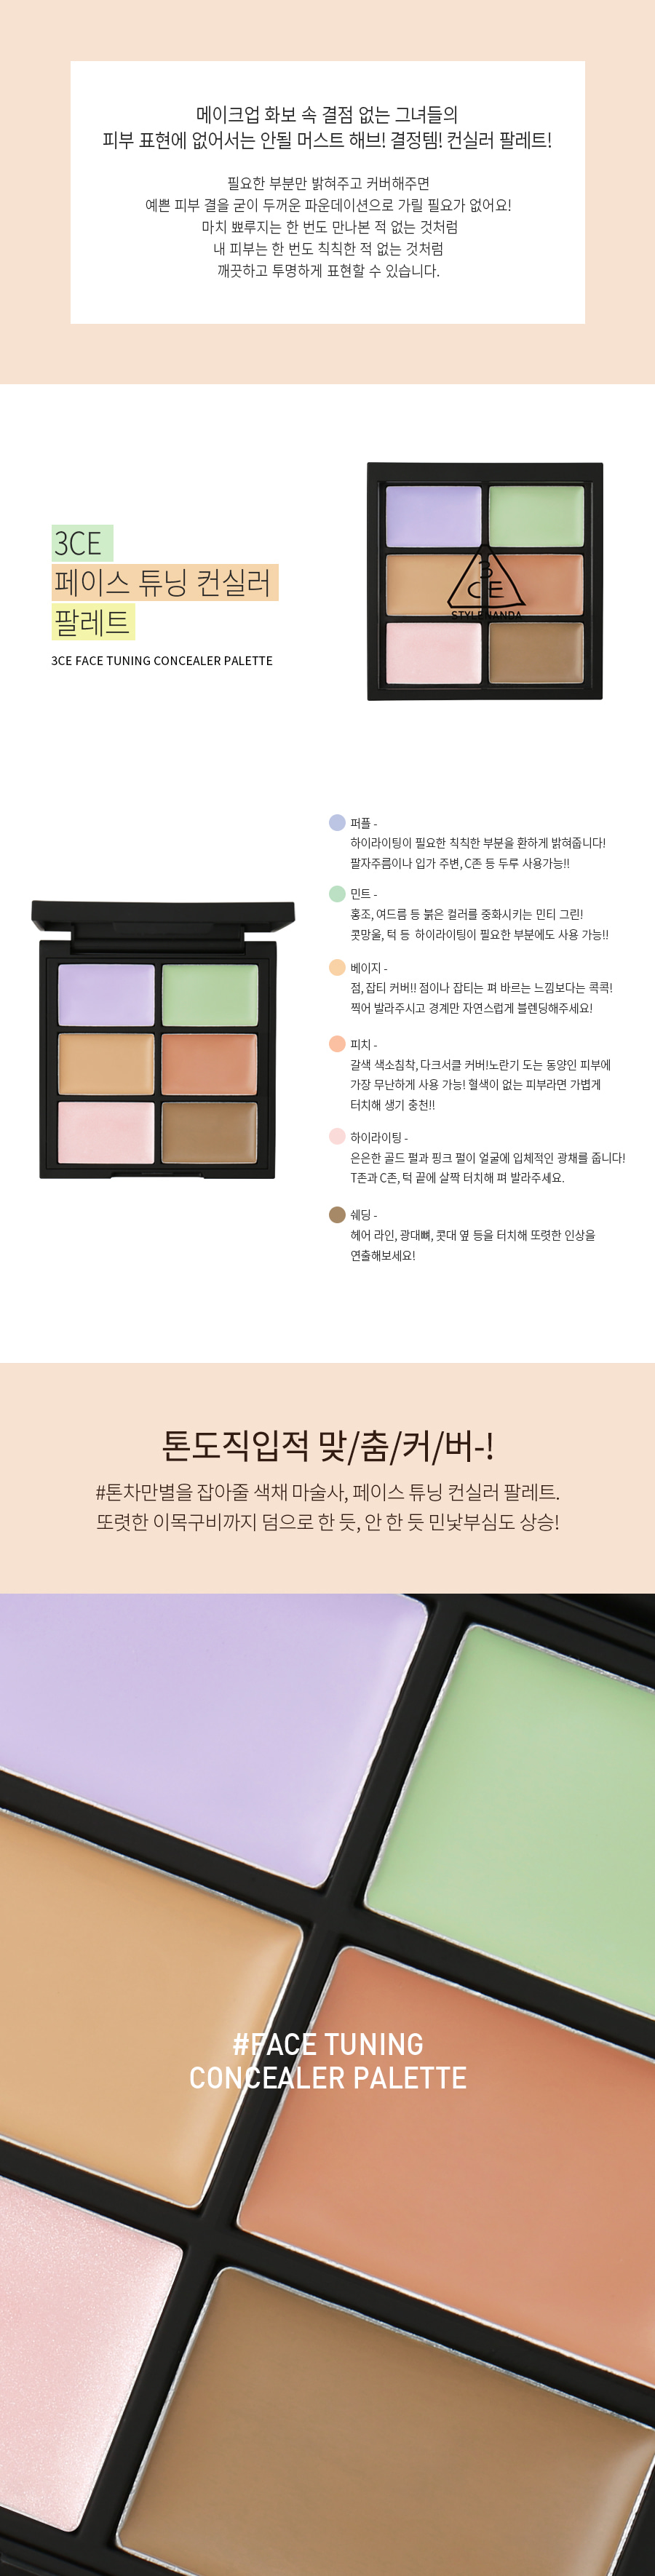 메이크업 화보 속 결점 없는 그녀들의
피부 표현에 없어서는 안될 머스트 해브! 결정템! 컨실러 팔레트!
필요한 부분만 밝혀주고 커버해주면
예쁜 피부 결을 굳이 두꺼운 파운데이션으로 가릴 필요가 없어요!
마치 뾰루지는 한 번도 만나본 적 없는 것처럼
내 피부는 한 번도 칙칙한 적 없는 것처럼
깨끗하고 투명하게 표현할 수 있습니다.
3CE
페이스 튜닝 컨실러
팔레트
3CE FACE TUNING CONCEALER PALETTE
3
CE
STYLENANDA
퍼플 -
하이라이팅이 필요한 칙칙한 부분을 환하게 밝혀줍니다!
팔자주름이나 입가 주변, C존 등 두루 사용가능!!
민트 -
홍조, 여드름 등 붉은 컬러를 중화시키는 민티 그린!
콧망울, 턱 등 하이라이팅이 필요한 부분에도 사용 가능!!
베이지 -
점, 잡티 커버!! 점이나 잡티는 펴 바르는 느낌보다는 콕콕!
찍어 발라주시고 경계만 자연스럽게 블렌딩해주세요!
피치 -
갈색 색소침착, 다크서클 커버!노란기 도는 동양인 피부에
가장 무난하게 사용 가능! 혈색이 없는 피부라면 가볍게
터치해 생기 충천!!
하이라이팅 -
은은한 골드 펄과 핑크 펄이 얼굴에 입체적인 광채를 줍니다!
T존과 C존, 턱 끝에 살짝 터치해 펴 발라주세요.
쉐딩 -
헤어 라인, 광대뼈, 콧대 옆 등을 터치해 또렷한 인상을
연출해보세요!
톤도직입적 맞/춤/커/버-!
#톤차만별을 잡아줄 색채 마술사, 페이스 튜닝 컨실러 팔레트.
또렷한 이목구비까지 덤으로 한 듯, 안 한 듯 민낯부심도 상승!
#FACE TUNING
CONCEALER PALETTE